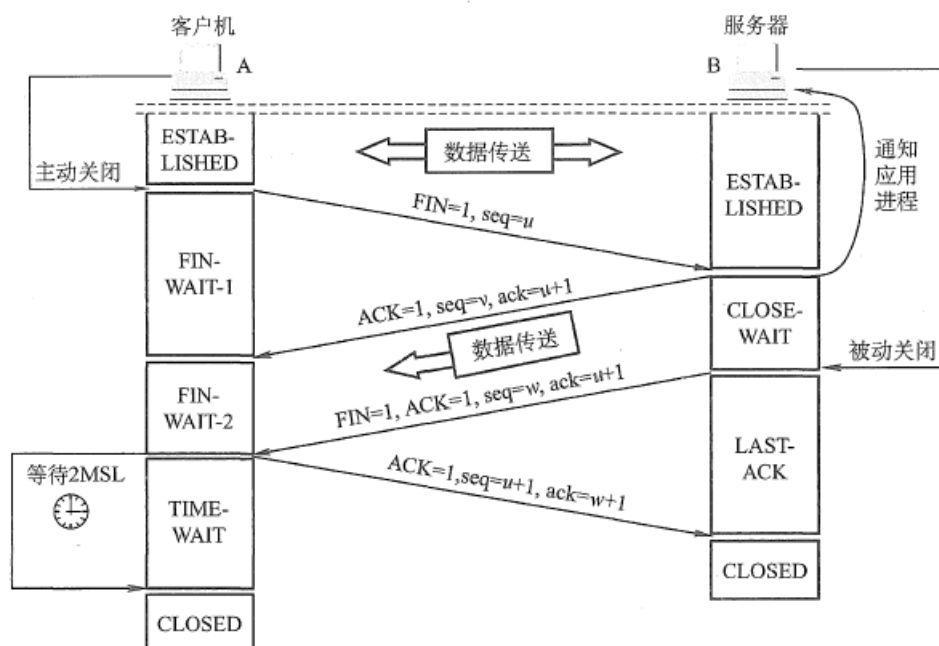 客户机
服务器
A
B
ESTAB-
LISHED
数据传送
主动关闭
通知
应用
进程
ESTAB-
LISHED
FIN=1, seq=u
FIN-
WAIT-1
ACK=1, seq=v, ack=u+1
CLOSE-
WAIT
数据传送
被动关闭
FIN-
WAIT-2
FIN=1, ACK=1, seq=w, ack=u+1
LAST-
ACK
等待2MSL
ACK=1,seq=u+1, ack=w+1
TIME-
WAIT
CLOSED
CLOSED